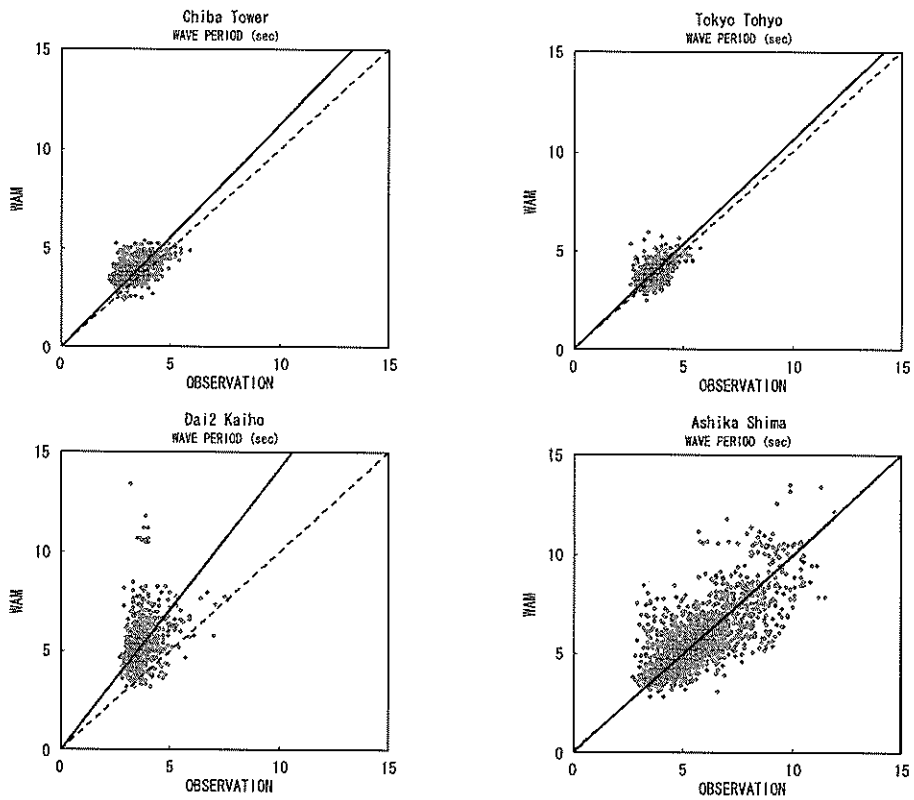 Chiba Tower
WAVE PERIOD (sec)
15
10
5
0
WAM
0 5 10 15
OBSERVATION
Tokyo Tohyo
WAVE PERIOD (sec)
15
10
5
0
WAM
0 5 10 15
OBSERVATION
Dai2 Kaiho
WAVE PERIOD (sec)
15
10
5
0
WAM
0 5 10 15
OBSERVATION
Ashika Shima
WAVE PERIOD (sec)
15
10
5
0
WAM
0 5 10 15
OBSERVATION